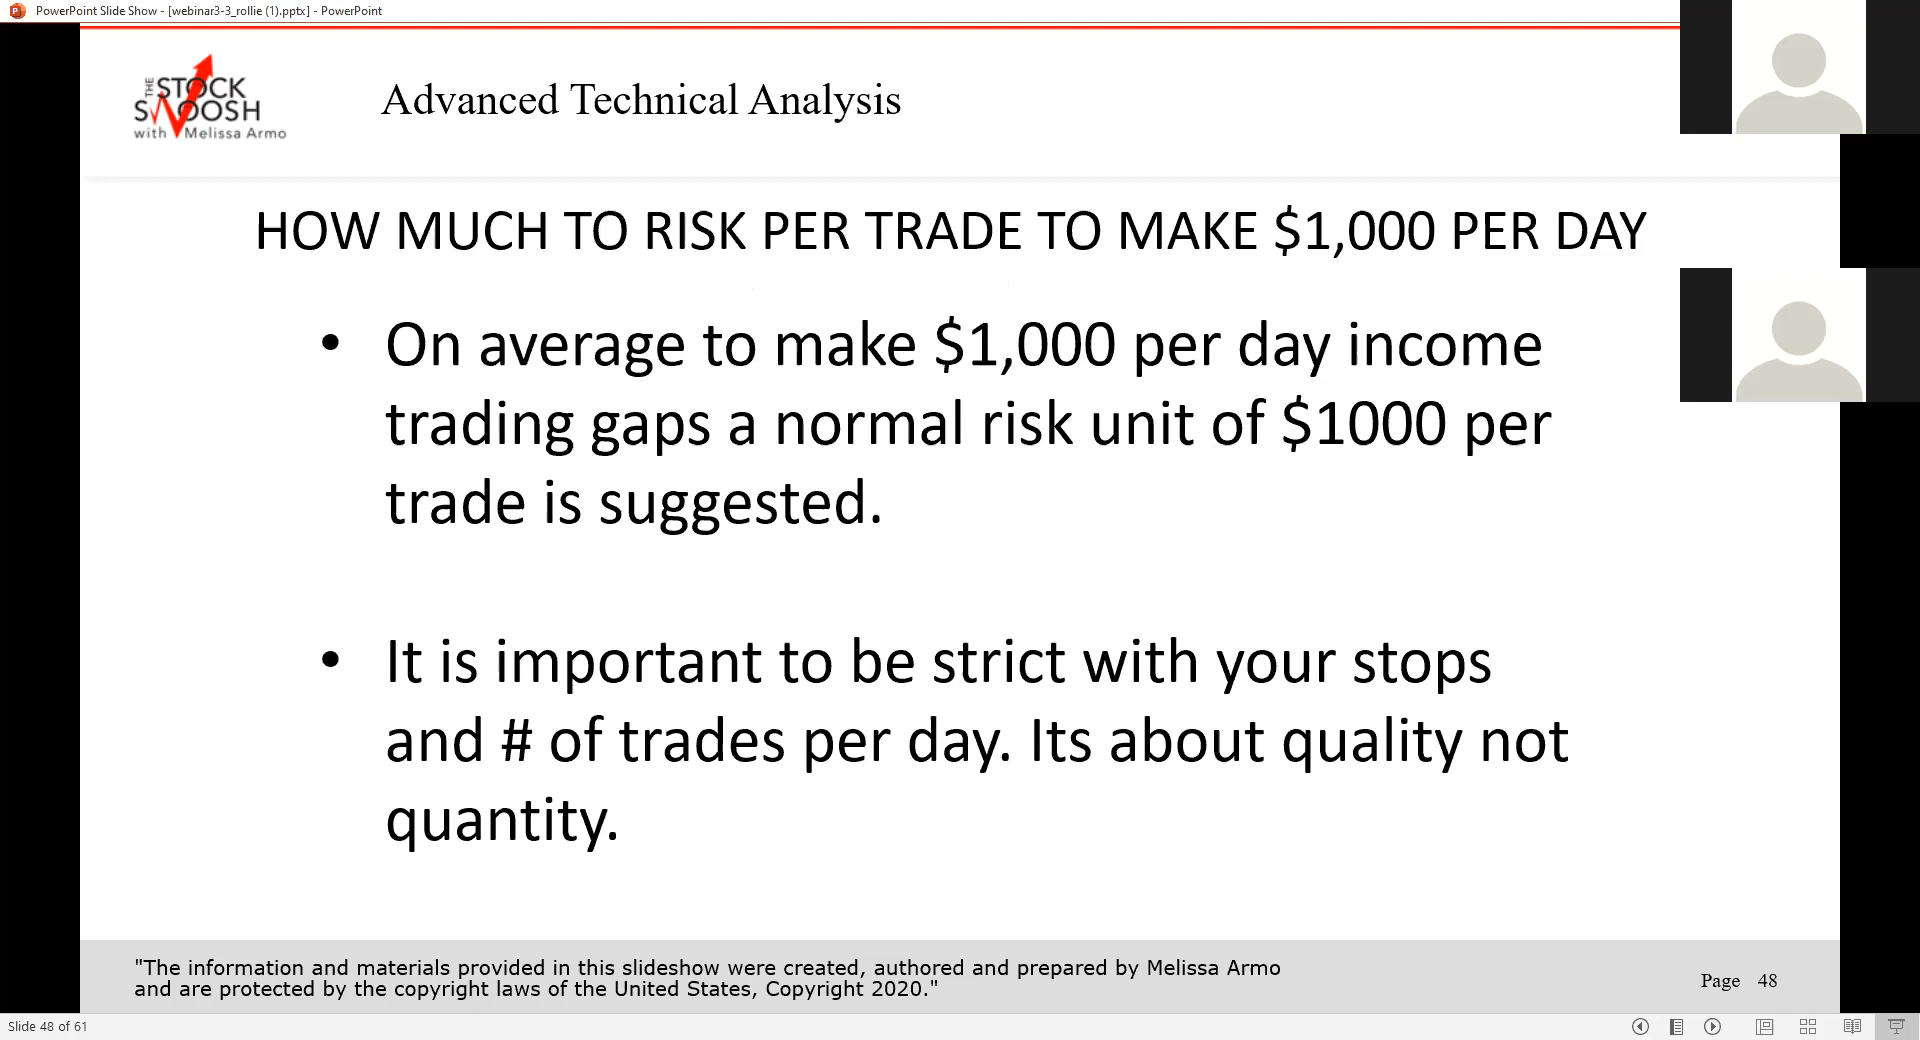 PowerPoint Slide Show - [webinar3-3_rollie (1).pptx] - PowerPoint
THE
STOCK
SWOOSH
with Melissa Armo
Advanced Technical Analysis
HOW MUCH TO RISK PER TRADE TO MAKE $1,000 PER DAY
• On average to make $1,000 per day income
trading gaps a normal risk unit of $1000 per
trade is suggested.
• It is important to be strict with your stops
and # of trades per day. Its about quality not
quantity.
"The information and materials provided in this slideshow were created, authored and prepared by Melissa Armo
and are protected by the copyright laws of the United States, Copyright 2020."
Page 48
Slide 48 of 61